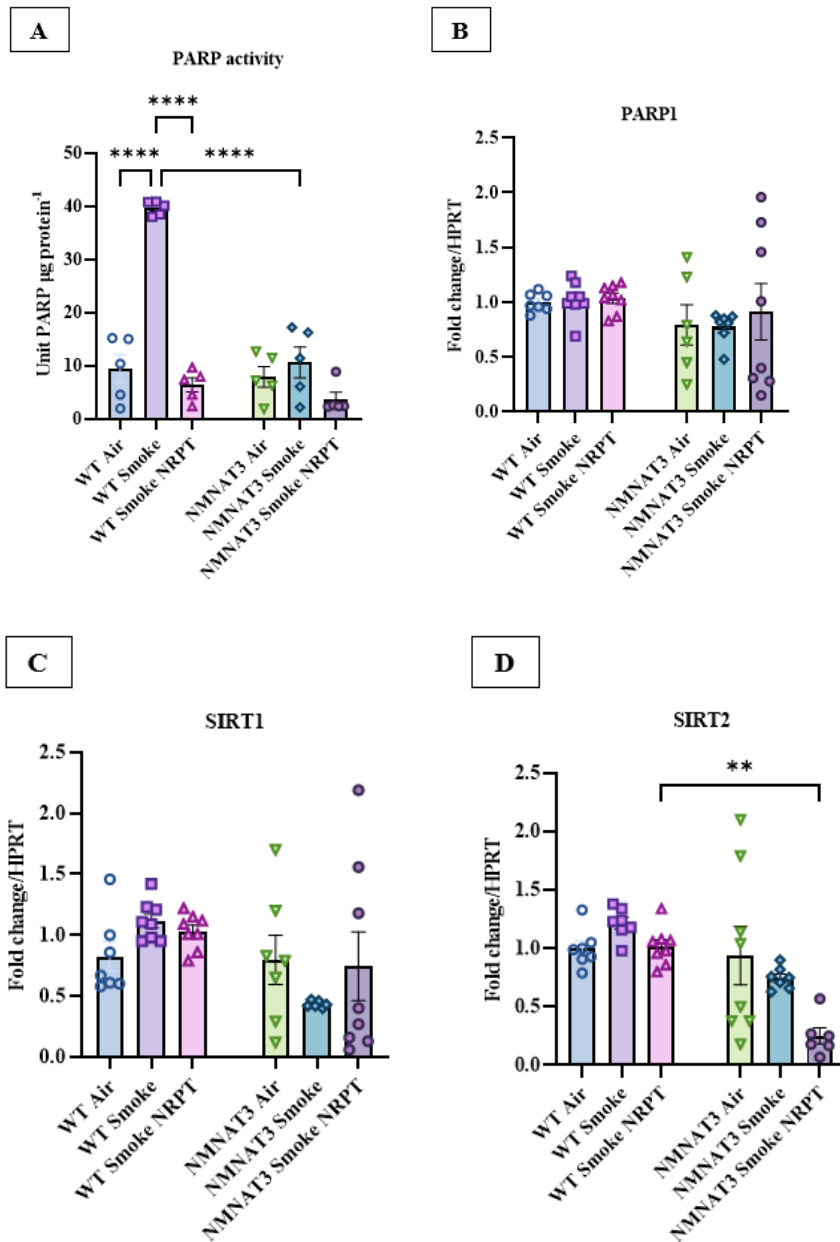 A
PARP activity
****
****
****
Unit PARP µg protein-1
50
40
30
20
10
0
WT Air
WT Smoke
WT Smoke NRPT
NMNAT3 Air
NMNAT3 Smoke
NMNAT3 Smoke NRPT
B
PARP1
Fold change/HPRT
2.5
2.0
1.5
1.0
0.5
0.0
WT Air
WT Smoke
WT Smoke NRPT
NMNAT3 Air
NMNAT3 Smoke
NMNAT3 Smoke NRPT
C
SIRT1
Fold change/HPRT
2.5
2.0
1.5
1.0
0.5
0.0
WT Air
WT Smoke
WT Smoke NRPT
NMNAT3 Air
NMNAT3 Smoke
NMNAT3 Smoke NRPT
D
SIRT2
**
Fold change/HPRT
2.5
2.0
1.5
1.0
0.5
0.0
WT Air
WT Smoke
WT Smoke NRPT
NMNAT3 Air
NMNAT3 Smoke
NMNAT3 Smoke NRPT